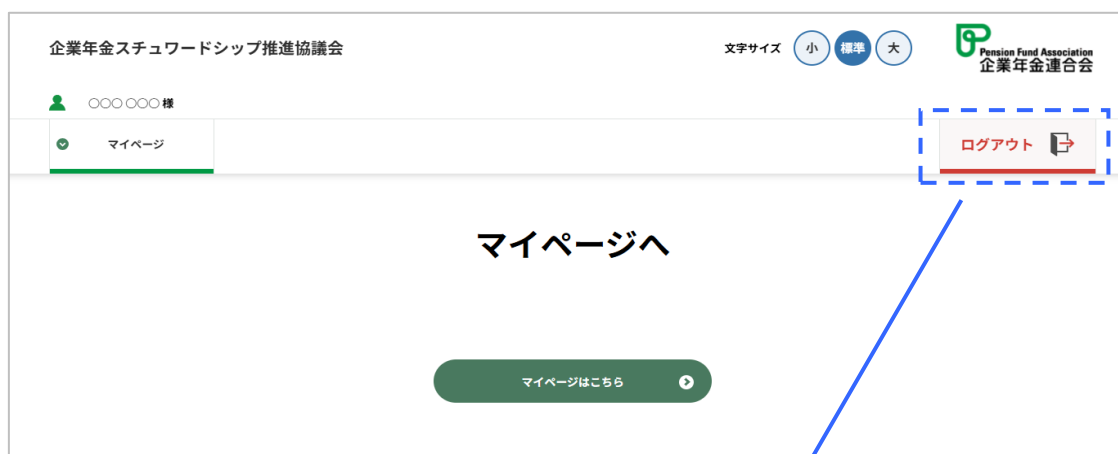 企業年金スチュワードシップ推進協議会
文字サイズ 小 標準 大
Pension Fund Association
企業年金連合会
○○○ ○○○ 様
マイページ
ログアウト
マイページへ
マイページはこちら